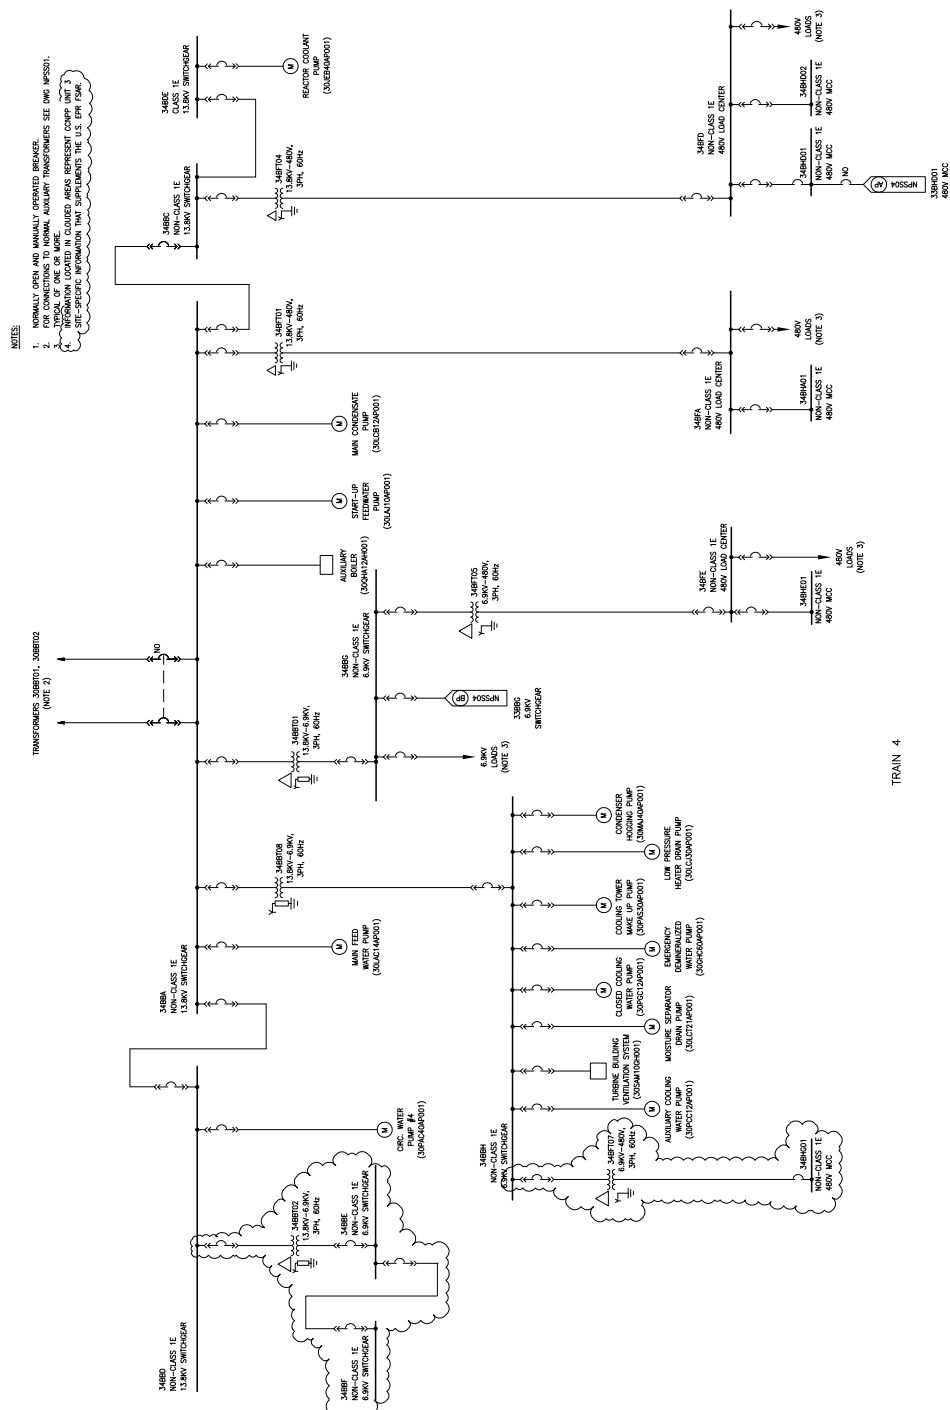 NOTES:
1. NORMALLY OPEN AND MANUALLY OPERATED BREAKER.
2. FOR CONNECTIONS TO NORMAL AUXILIARY TRANSFORMERS SEE DWG NPSS01.
3. TYPICAL OF ONE OR MORE.
4. INFORMATION LOCATED IN CLOUDED AREAS REPRESENT CCNPP UNIT 3
SITE-SPECIFIC INFORMATION THAT SUPPLEMENTS THE U.S. EPR FSAR.
TRANSFORMERS 30BBT01, 30BBT02
(NOTE 2)
NO
34BBD
NON-CLASS 1E
13.8KV SWITCHGEAR
34BBA
NON-CLASS 1E
13.8KV SWITCHGEAR
34BBC
NON-CLASS 1E
13.8KV SWITCHGEAR
34BDE
CLASS 1E
13.8KV SWITCHGEAR
34BBT02
13.8KV-6.9KV,
3PH, 60Hz
M
CIRC. WATER
PUMP #4
(30PAC40AP001)
M
MAIN FEED
WATER PUMP
(30LAC14AP001)
34BBT08
13.8KV-6.9KV,
3PH, 60Hz
34BBT01
13.8KV-6.9KV,
3PH, 60Hz
AUXILIARY
BOILER
(30QHA12AH001)
M
START-UP
FEEDWATER
PUMP
(30LAJ10AP001)
M
MAIN CONDENSATE
PUMP
(30LCB12AP001)
34BFT01
13.8KV-480V,
3PH, 60Hz
34BFT04
13.8KV-480V,
3PH, 60Hz
M
REACTOR COOLANT
PUMP
(30JEB40AP001)
34BBF
NON-CLASS 1E
6.9KV SWITCHGEAR
34BBE
NON-CLASS 1E
6.9KV SWITCHGEAR
34BBG
NON-CLASS 1E
6.9KV SWITCHGEAR
6.9KV
LOADS
(NOTE 3)
NPSS04
BP
33BBG
6.9KV
SWITCHGEAR
34BFT05
6.9KV-480V,
3PH, 60Hz
34BBH
NON-CLASS 1E
6.9KV SWITCHGEAR
34BFT07
6.9KV-480V,
3PH, 60Hz
M
AUXILIARY COOLING
WATER PUMP
(30PCC12AP001)
TURBINE BUILDING
VENTILATION SYSTEM
(30SAM10GH001)
M
MOISTURE SEPARATOR
DRAIN PUMP
(30LCT21AP001)
M
CLOSED COOLING
WATER PUMP
(30PGC12AP001)
M
EMERGENCY
DEMINERALIZED
WATER PUMP
(30GHC60AP001)
M
COOLING TOWER
MAKE UP PUMP
(30PAS30AP001)
M
LOW PRESSURE
HEATER DRAIN PUMP
(30LCJ30AP001)
M
CONDENSER
HOGGING PUMP
(30MAJ40AP001)
34BHG01
NON-CLASS 1E
480V MCC
34BFE
NON-CLASS 1E
480V LOAD CENTER
34BHE01
NON-CLASS 1E
480V MCC
480V
LOADS
(NOTE 3)
34BFA
NON-CLASS 1E
480V LOAD CENTER
34BHA01
NON-CLASS 1E
480V MCC
480V
LOADS
(NOTE 3)
34BFD
NON-CLASS 1E
480V LOAD CENTER
34BHD01
NON-CLASS 1E
480V MCC
34BHD02
NON-CLASS 1E
480V MCC
480V
LOADS
(NOTE 3)
NO
NPSS04
AP
33BHD01
480V MCC
TRAIN 4